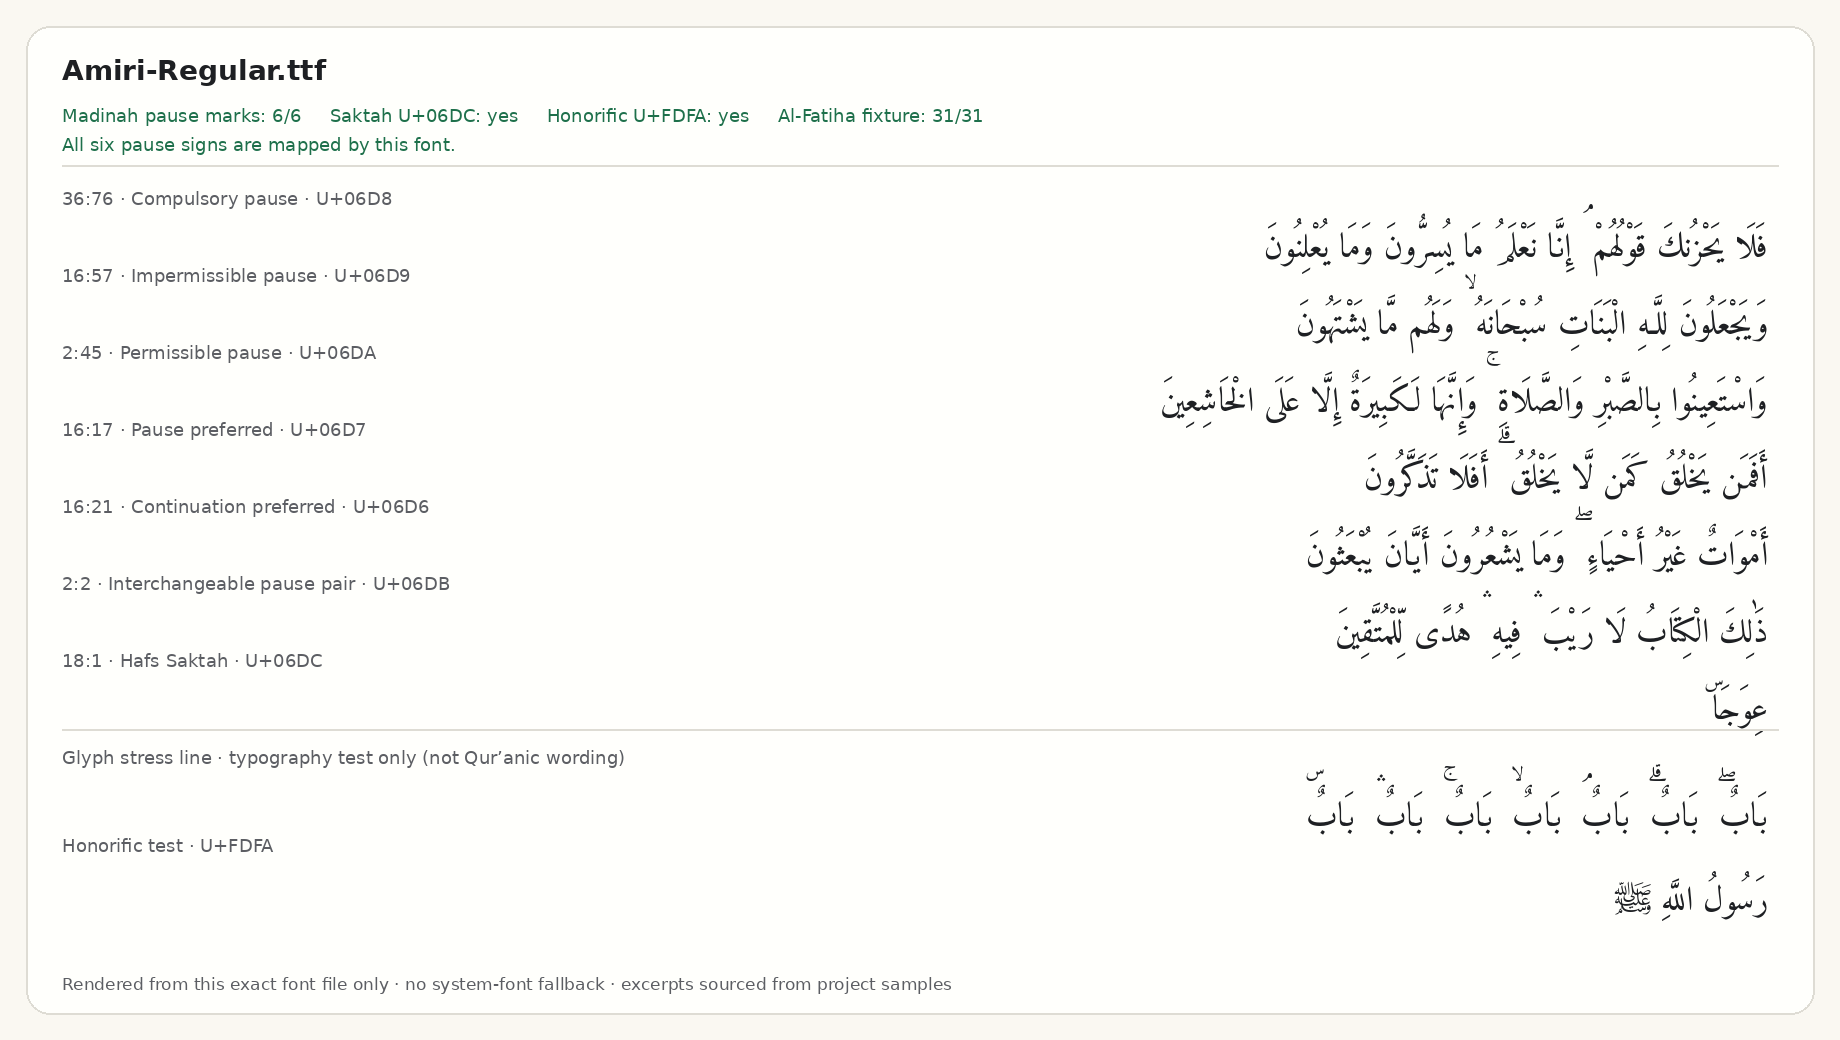 Amiri-Regular.ttf
Madinah pause marks: 6/6 Saktah U+06DC: yes Honorific U+FDFA: yes Al-Fatiha fixture: 31/31
All six pause signs are mapped by this font.
36:76 · Compulsory pause · U+06D8
فَلَا يَحْزُنكَ قَوْلُهُمْ ۘ إِنَّا نَعْلَمُ مَا يُسِرُّونَ وَمَا يُعْلِنُونَ
16:57 · Impermissible pause · U+06D9
وَيَجْعَلُونَ لِلَّـهِ الْبَنَاتِ سُبْحَانَهُ ۙ وَلَهُم مَّا يَشْتَهُونَ
2:45 · Permissible pause · U+06DA
وَاسْتَعِينُوا بِالصَّبْرِ وَالصَّلَاةِ ۚ وَإِنَّهَا لَكَبِيرَةٌ إِلَّا عَلَى الْخَاشِعِينَ
16:17 · Pause preferred · U+06D7
أَفَمَن يَخْلُقُ كَمَن لَّا يَخْلُقُ ۗ أَفَلَا تَذَكَّرُونَ
16:21 · Continuation preferred · U+06D6
أَمْوَاتٌ غَيْرُ أَحْيَاءٍ ۖ وَمَا يَشْعُرُونَ أَيَّانَ يُبْعَثُونَ
2:2 · Interchangeable pause pair · U+06DB
ذَٰلِكَ الْكِتَابُ لَا رَيْبَ ۛ فِيهِ ۛ هُدًى لِّلْمُتَّقِينَ
18:1 · Hafs Saktah · U+06DC
عِوَجَاۜ
Glyph stress line · typography test only (not Qur’anic wording)
بَابٌۖ بَابٌۗ بَابٌۘ بَابٌۙ بَابٌۚ بَابٌۛ بَابٌۜ
Honorific test · U+FDFA
رَسُولُ اللَّهِ ﷺ
Rendered from this exact font file only · no system-font fallback · excerpts sourced from project samples